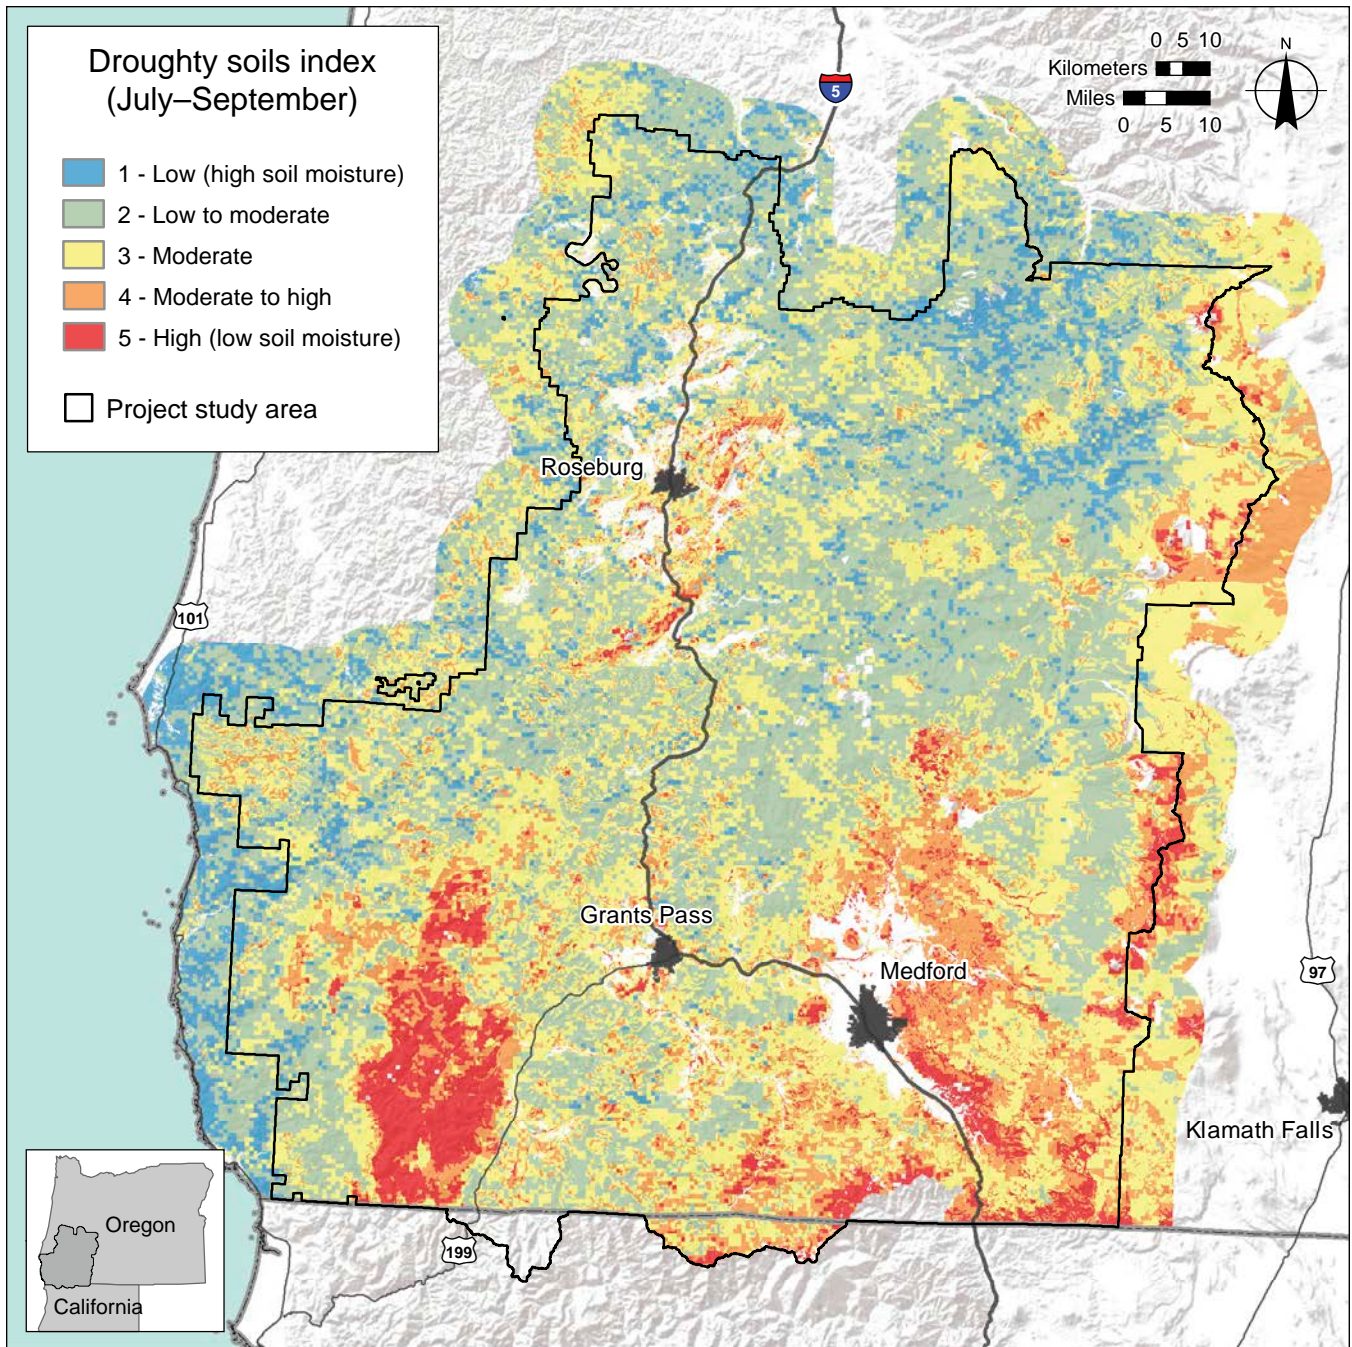 Droughty soils index
(July–September)
1 - Low (high soil moisture)
2 - Low to moderate
3 - Moderate
4 - Moderate to high
5 - High (low soil moisture)
Project study area
0 5 10
Kilometers
Miles
0 5 10
N
5
Roseburg
101
Grants Pass
Medford
97
Klamath Falls
199
Oregon
California